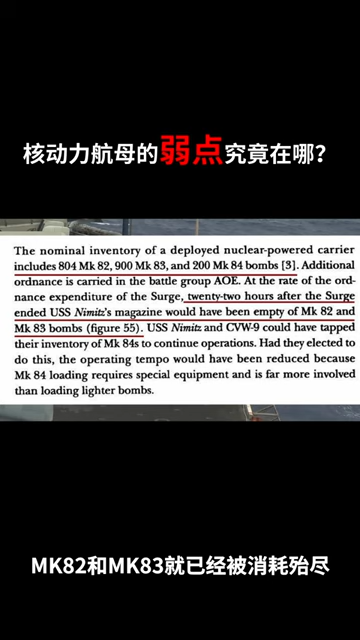 核动力航母的弱点究竟在哪？
The nominal inventory of a deployed nuclear-powered carrier
includes 804 Mk 82, 900 Mk 83, and 200 Mk 84 bombs [3]. Additional
ordnance is carried in the battle group AOE. At the rate of the ord-
nance expenditure of the Surge, twenty-two hours after the Surge
ended USS Nimitz's magazine would have been empty of Mk 82 and
Mk 83 bombs (figure 55). USS Nimitz and CVW-9 could have tapped
their inventory of Mk 84s to continue operations. Had they elected to
do this, the operating tempo would have been reduced because
Mk 84 loading requires special equipment and is far more involved
than loading lighter bombs.
MK82和MK83就已经被消耗殆尽